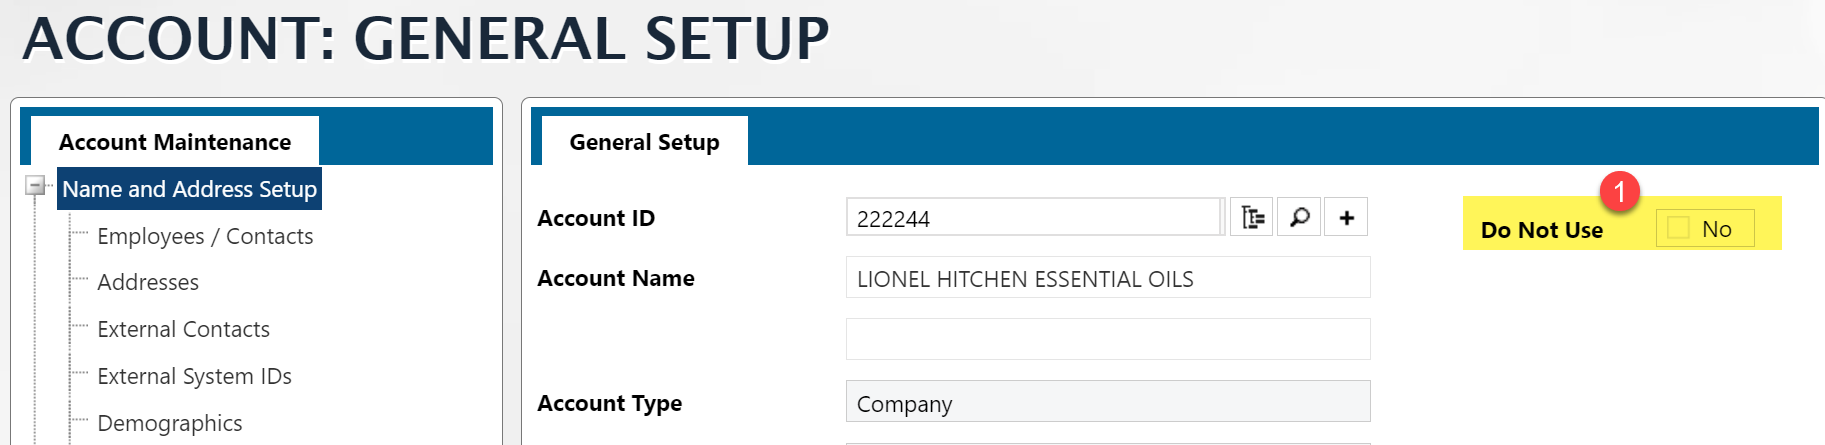 ACCOUNT: GENERAL SETUP
Account Maintenance
Name and Address Setup
Employees / Contacts
Addresses
External Contacts
External System IDs
Demographics
General Setup
Account ID
222244
1
Do Not Use
No
Account Name
LIONEL HITCHEN ESSENTIAL OILS
Account Type
Company